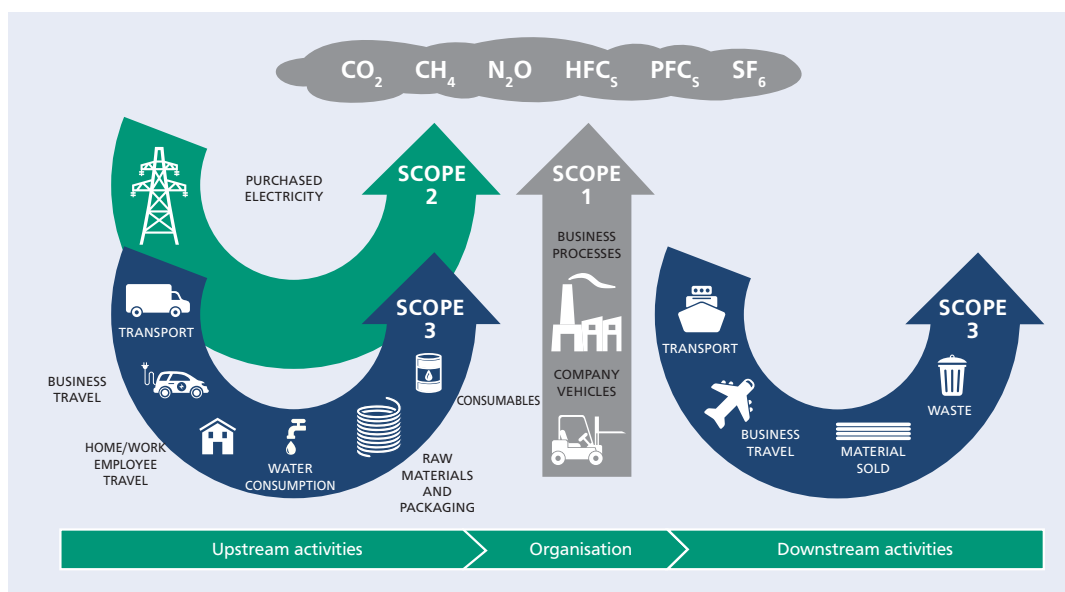 CO2 CH4 N2O HFCS PFCS SF6
PURCHASED
ELECTRICITY
SCOPE
2
SCOPE
1
BUSINESS
PROCESSES
COMPANY
VEHICLES
TRANSPORT
BUSINESS
TRAVEL
HOME/WORK
EMPLOYEE
TRAVEL
WATER
CONSUMPTION
RAW
MATERIALS
AND
PACKAGING
CONSUMABLES
SCOPE
3
TRANSPORT
BUSINESS
TRAVEL
MATERIAL
SOLD
WASTE
SCOPE
3
Upstream activities
Organisation
Downstream activities